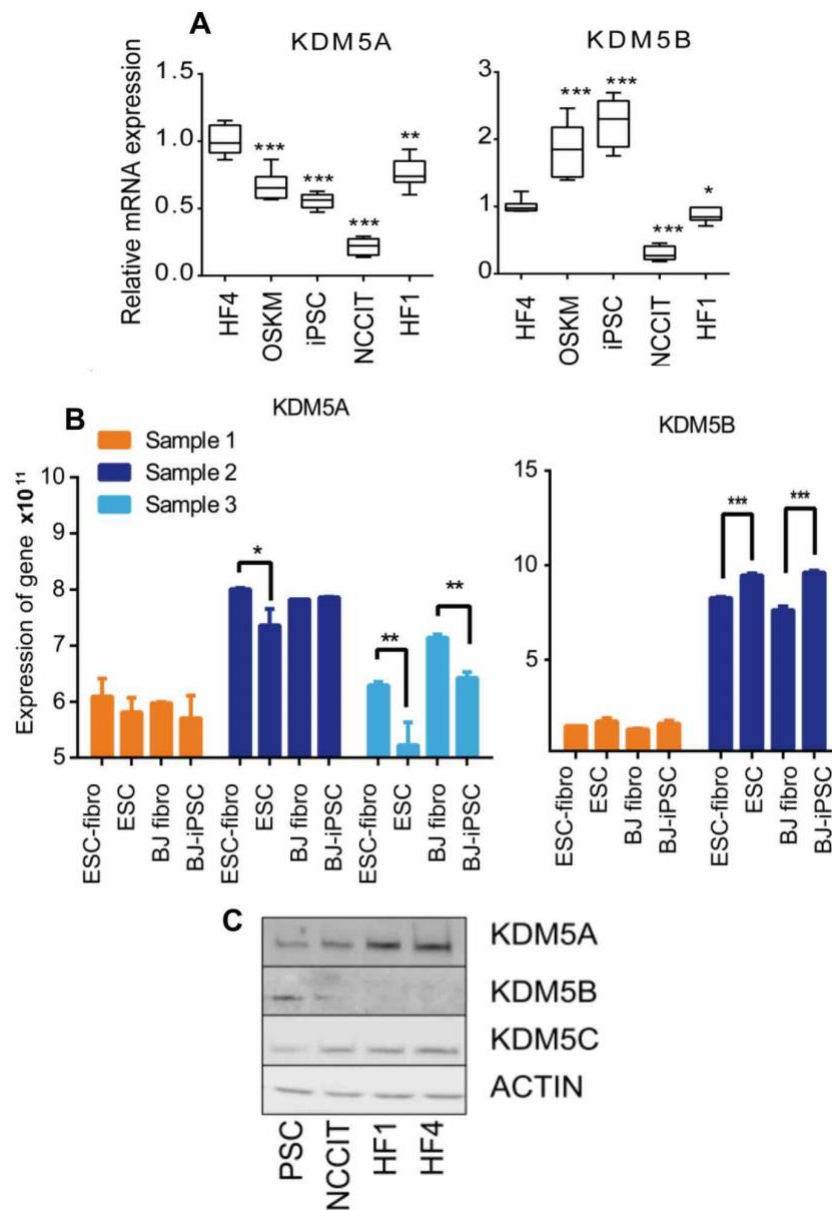 A
KDM5A
KDM5B
Relative mRNA expression
1.5
1.0
0.5
0.0
***
***
***
**
HF4
OSKM
iPSC
NCCIT
HF1
3
2
1
0
***
***
***
*
HF4
OSKM
iPSC
NCCIT
HF1
B
KDM5A
KDM5B
Sample 1
Sample 2
Sample 3
Expression of gene x10¹¹
10
9
8
7
6
5
*
**
**
ESC-fibro
ESC
BJ fibro
BJ-iPSC
ESC-fibro
ESC
BJ fibro
BJ-iPSC
ESC-fibro
ESC
BJ fibro
BJ-iPSC
15
10
5
***
***
ESC-fibro
ESC
BJ fibro
BJ-iPSC
ESC-fibro
ESC
BJ fibro
BJ-iPSC
C
KDM5A
KDM5B
KDM5C
ACTIN
PSC
NCCIT
HF1
HF4